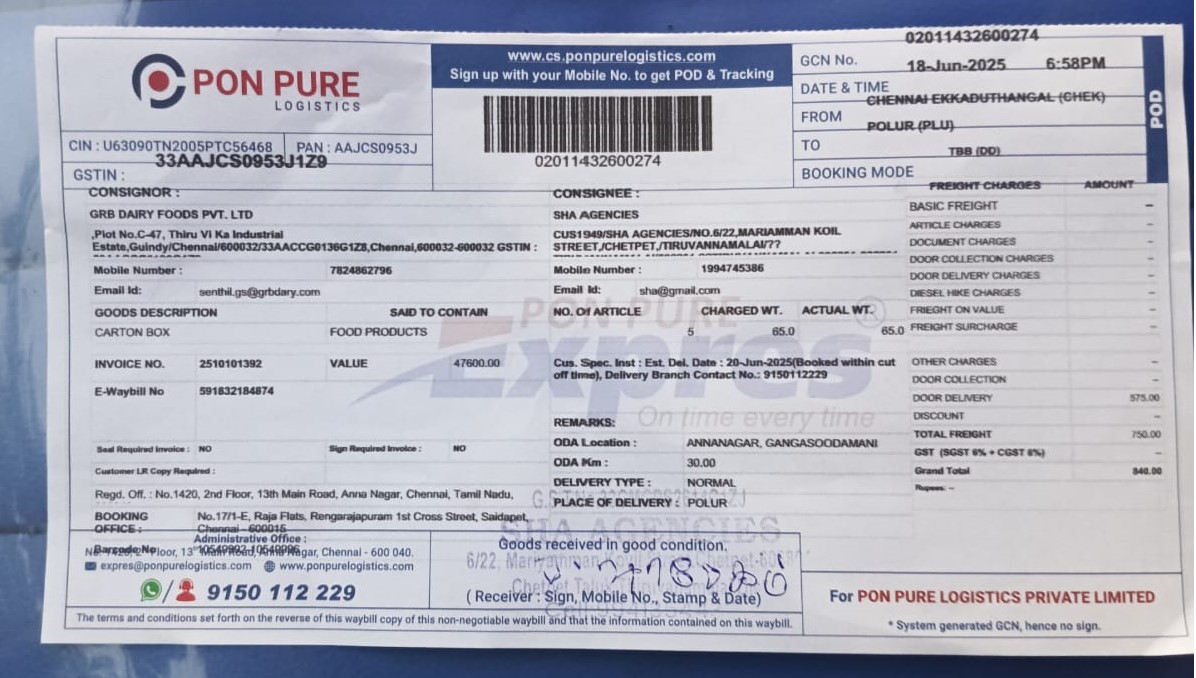 PON PURE
LOGISTICS
CIN : U63090TN2005PTC56468 PAN : AAJCS0953J
33AAJCS0953J1Z9
GSTIN :
www.cs.ponpurelogistics.com
Sign up with your Mobile No. to get POD & Tracking
02011432600274
02011432600274
GCN No.
18-Jun-2025 6:58PM
DATE & TIME
CHENNAI EKKADUTHANGAL (CHEK)
FROM
POLUR (PLU)
TO
TBB (DD)
BOOKING MODE
POD
CONSIGNOR :
GRB DAIRY FOODS PVT. LTD
,Plot No.C-47, Thiru Vi Ka Industrial
Estate,Guindy/Chennai/600032/33AACCG0136G1Z8,Chennai,600032-600032 GSTIN :
Mobile Number : 7824862796
Email Id: senthil.gs@grbdary.com
CONSIGNEE :
SHA AGENCIES
CUS1949/SHA AGENCIES/NO.6/22,MARIAMMAN KOIL
STREET,/CHETPET,/TIRUVANNAMALAI/??
Mobile Number : 1994745386
Email Id: sha@gmail.com
GOODS DESCRIPTION SAID TO CONTAIN
CARTON BOX FOOD PRODUCTS
NO. Of ARTICLE CHARGED WT. ACTUAL WT.
5 65.0 65.0
INVOICE NO. 2510101392 VALUE 47600.00
E-Waybill No 591832184874
Cus. Spec. Inst : Est. Del. Date : 20-Jun-2025(Booked within cut
off time), Delivery Branch Contact No.: 9150112229
PON PURE
Expres
On time every time
Seal Required Invoice : NO Sign Required Invoice : NO
Customer LR Copy Required :
REMARKS:
ODA Location : ANNANAGAR, GANGASOODAMANI
ODA Km : 30.00
DELIVERY TYPE : NORMAL
PLACE OF DELIVERY : POLUR
FREIGHT CHARGES AMOUNT
BASIC FREIGHT –
ARTICLE CHARGES –
DOCUMENT CHARGES –
DOOR COLLECTION CHARGES –
DOOR DELIVERY CHARGES –
DIESEL HIKE CHARGES –
FRIEGHT ON VALUE –
FREIGHT SURCHARGE –
OTHER CHARGES –
DOOR COLLECTION –
DOOR DELIVERY 575.00
DISCOUNT –
TOTAL FREIGHT 750.00
GST (SGST 6% + CGST 6%) –
Grand Total 840.00
Rupees: –
Regd. Off. : No.1420, 2nd Floor, 13th Main Road, Anna Nagar, Chennai, Tamil Nadu,
BOOKING OFFICE : No.17/1-E, Raja Flats, Rengarajapuram 1st Cross Street, Saidapet,
Chennai - 600015
Administrative Office :
Barcode No
Floor, 13th Main Road, Anna Nagar, Chennai - 600 040.
expres@ponpurelogistics.com www.ponpurelogistics.com
9150 112 229
SHA AGENCIES
Goods received in good condition.
( Receiver : Sign, Mobile No., Stamp & Date)
For PON PURE LOGISTICS PRIVATE LIMITED
* System generated GCN, hence no sign.
The terms and conditions set forth on the reverse of this waybill copy of this non-negotiable waybill and that the information contained on this waybill.